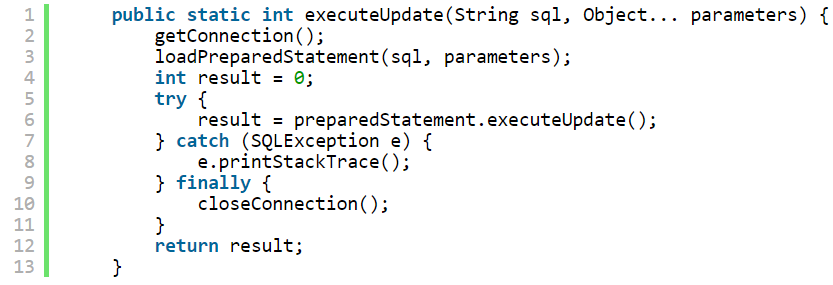 1 public static int executeUpdate(String sql, Object... parameters) {
2 getConnection();
3 loadPreparedStatement(sql, parameters);
4 int result = 0;
5 try {
6 result = preparedStatement.executeUpdate();
7 } catch (SQLException e) {
8 e.printStackTrace();
9 } finally {
10 closeConnection();
11 }
12 return result;
13 }